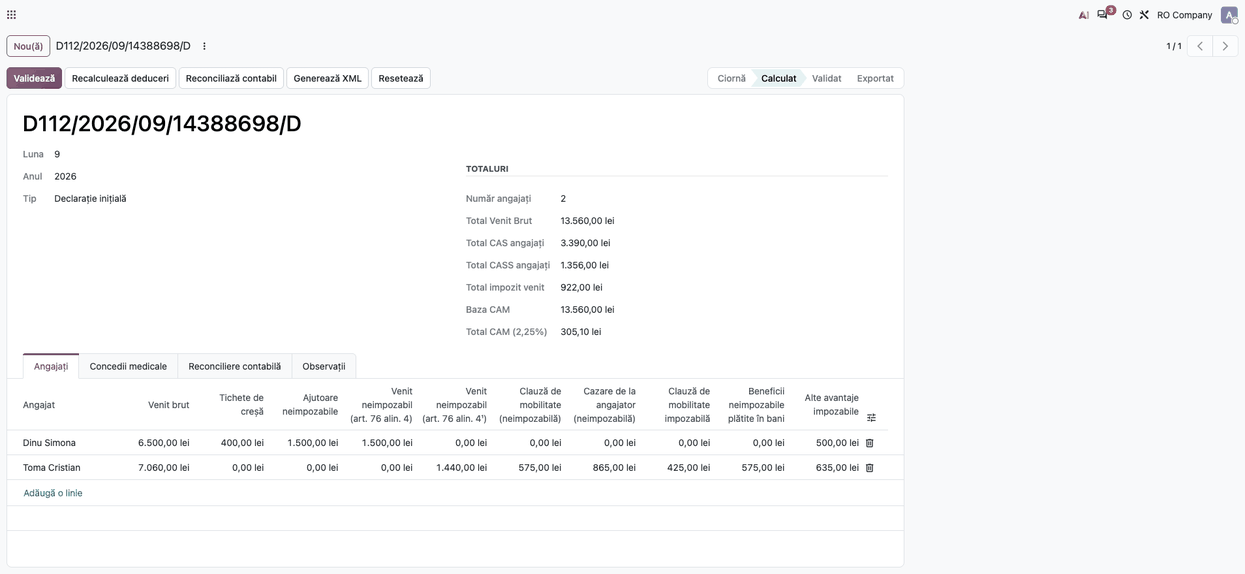 3
RO Company
A
Nou(ă)
D112/2026/09/14388698/D
1 / 1
Validează
Recalculează deduceri
Reconciliază contabil
Generează XML
Resetează
Ciornă
Calculat
Validat
Exportat
D112/2026/09/14388698/D
Luna 9
Anul 2026
Tip Declarație inițială
TOTALURI
Număr angajați 2
Total Venit Brut 13.560,00 lei
Total CAS angajați 3.390,00 lei
Total CASS angajați 1.356,00 lei
Total impozit venit 922,00 lei
Baza CAM 13.560,00 lei
Total CAM (2,25%) 305,10 lei
Angajați
Concedii medicale
Reconciliere contabilă
Observații
Angajat
Venit brut
Tichete de
creșă
Ajutoare
neimpozabile
Venit
neimpozabil
(art. 76 alin. 4)
Venit
neimpozabil
(art. 76 alin. 4¹)
Clauză de
mobilitate
(neimpozabilă)
Cazare de la
angajator
(neimpozabilă)
Clauză de
mobilitate
impozabilă
Beneficii
neimpozabile
plătite în bani
Alte avantaje
impozabile
Dinu Simona 6.500,00 lei 400,00 lei 1.500,00 lei 1.500,00 lei 0,00 lei 0,00 lei 0,00 lei 0,00 lei 0,00 lei 500,00 lei
Toma Cristian 7.060,00 lei 0,00 lei 0,00 lei 0,00 lei 1.440,00 lei 575,00 lei 865,00 lei 425,00 lei 575,00 lei 635,00 lei
Adăugă o linie